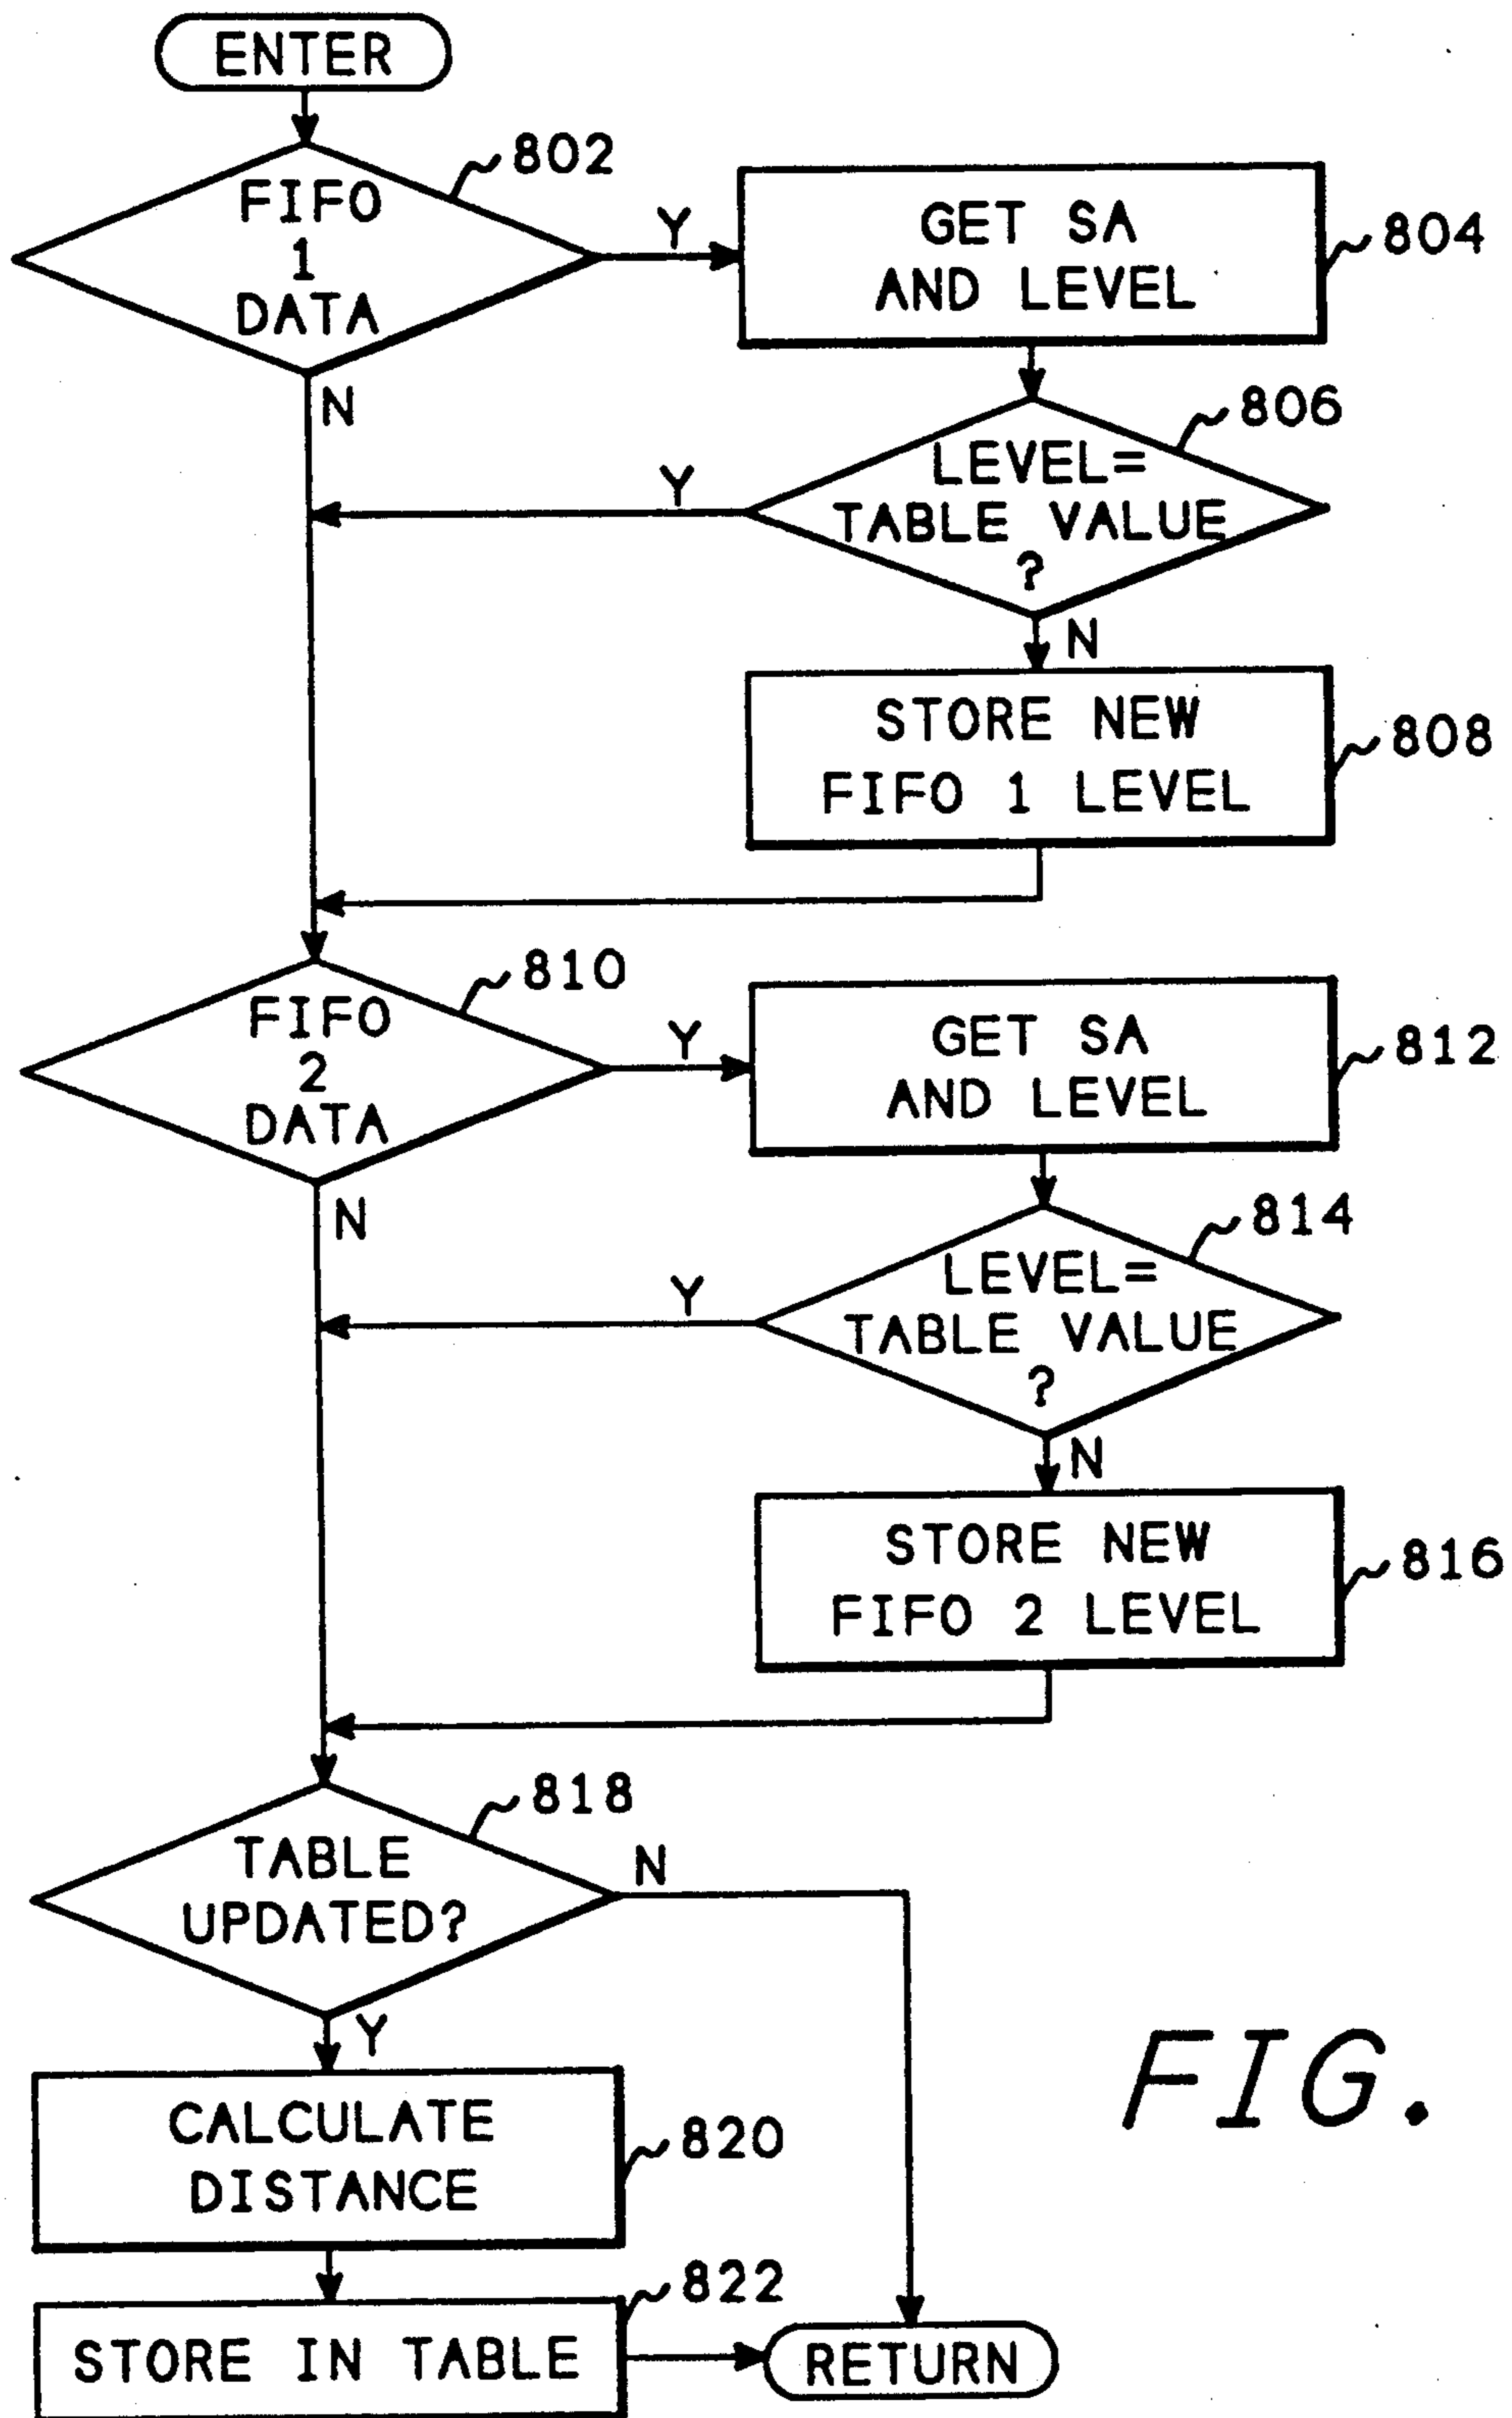 ENTER
802
FIFO
1
DATA
Y
GET SA
AND LEVEL
804
N
806
LEVEL=
TABLE VALUE
?
Y
N
STORE NEW
FIFO 1 LEVEL
808
810
FIFO
2
DATA
Y
GET SA
AND LEVEL
812
N
814
LEVEL=
TABLE VALUE
?
Y
N
STORE NEW
FIFO 2 LEVEL
816
818
TABLE
UPDATED?
N
Y
CALCULATE
DISTANCE
820
FIG.
822
STORE IN TABLE
RETURN